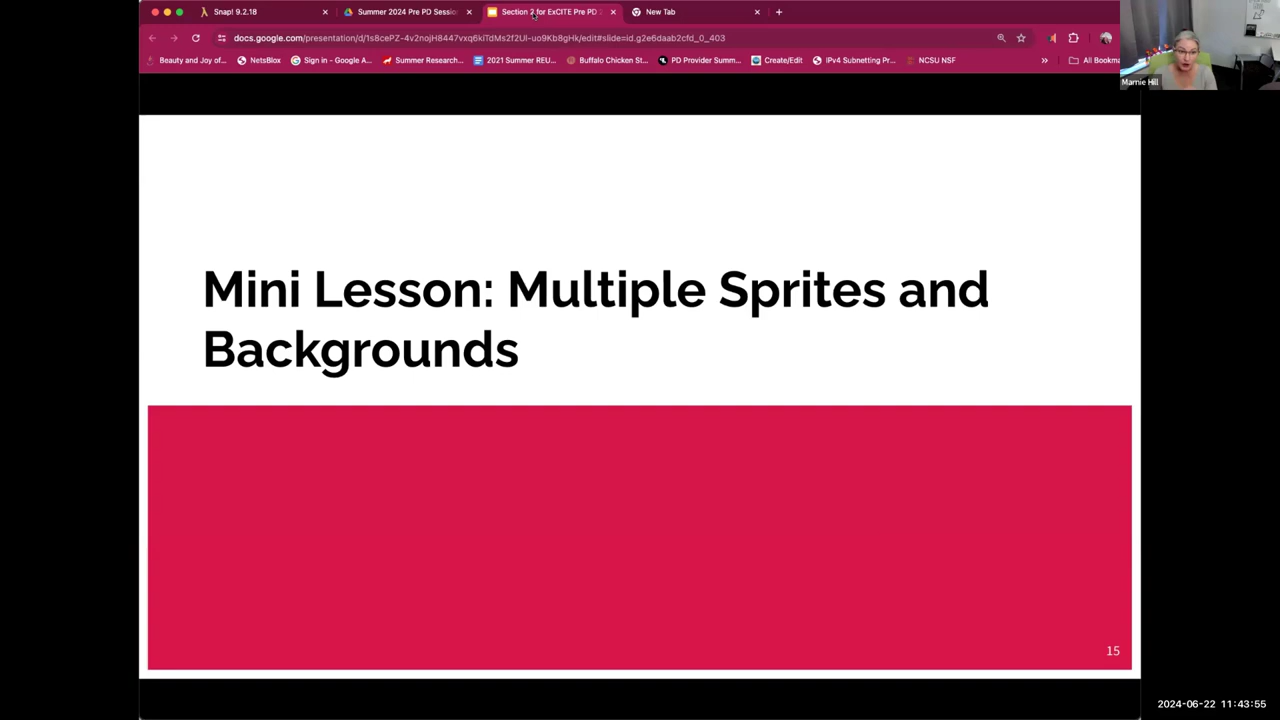 Snap! 9.2.18
Summer 2024 Pre PD Sessio
Section 2 for ExCITE Pre PD 2
New Tab
docs.google.com/presentation/d/1s8cePZ-4v2nojH8447vxq6kiTdMs2f2Ul-uo9Kb8gHk/edit#slide=id.g2e6daab2cfd_0_403
Beauty and Joy of...
NetsBlox
Sign in - Google A...
Summer Research...
2021 Summer REU...
Buffalo Chicken St...
PD Provider Summ...
Create/Edit
IPv4 Subnetting Pr...
NCSU NSF
»
All Bookma
Marnie Hill
Mini Lesson: Multiple Sprites and
Backgrounds
15
2024-06-22 11:43:55